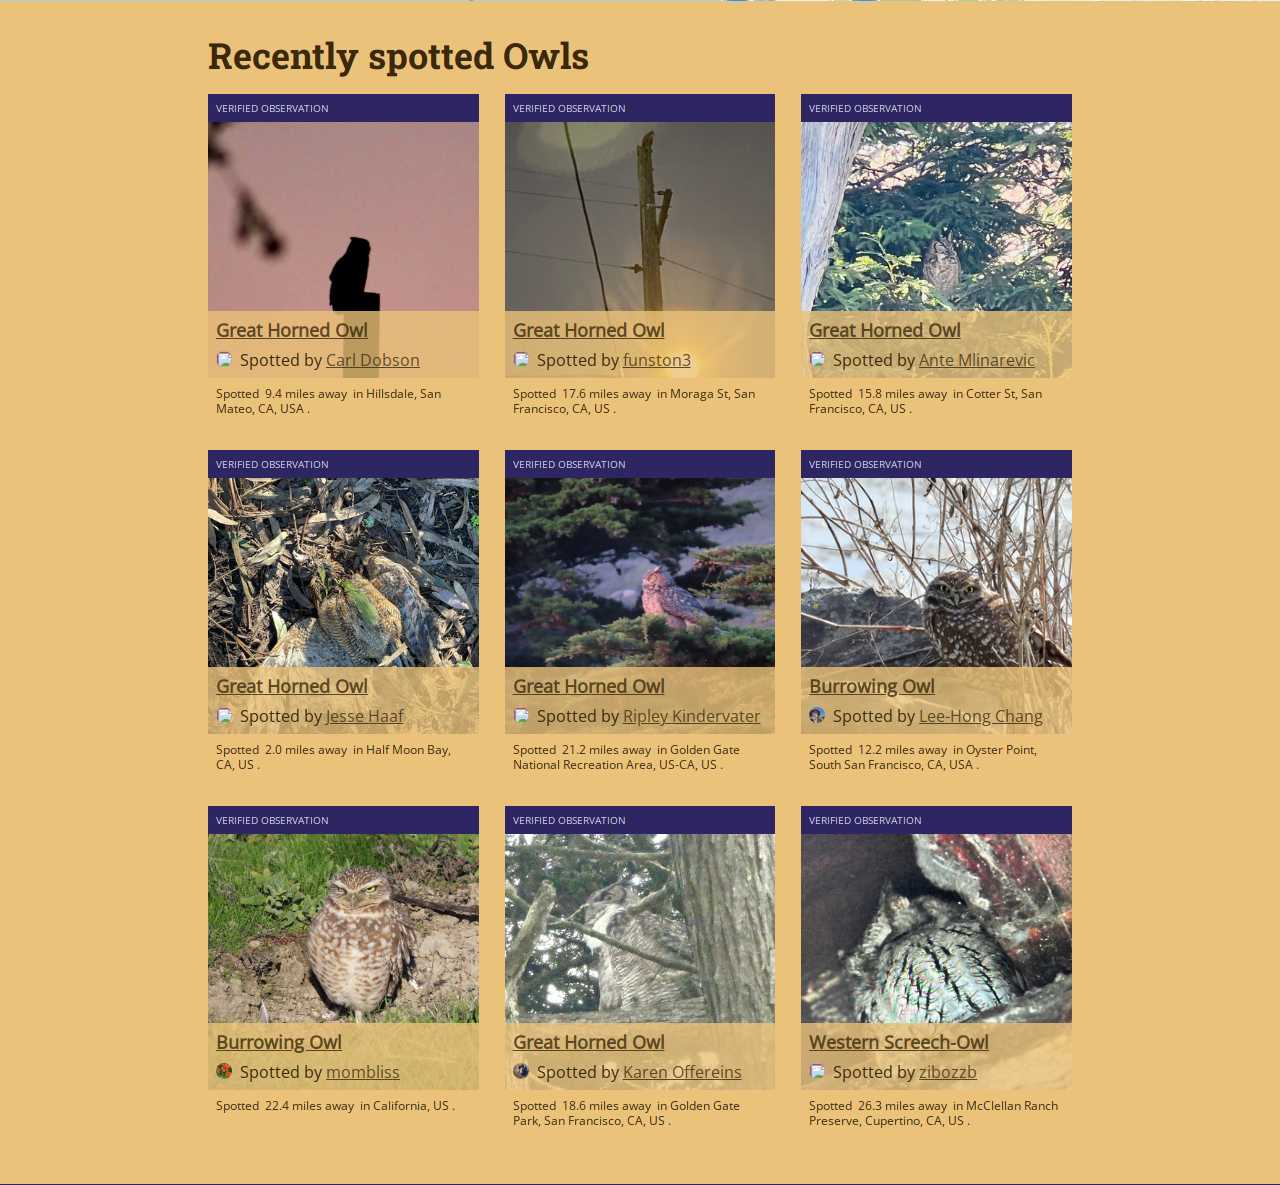 Recently spotted Owls
VERIFIED OBSERVATION
Great Horned Owl
Spotted by Carl Dobson
Spotted 9.4 miles away in Hillsdale, San
Mateo, CA, USA .
VERIFIED OBSERVATION
Great Horned Owl
Spotted by funston3
Spotted 17.6 miles away in Moraga St, San
Francisco, CA, US .
VERIFIED OBSERVATION
Great Horned Owl
Spotted by Ante Mlinarevic
Spotted 15.8 miles away in Cotter St, San
Francisco, CA, US .
VERIFIED OBSERVATION
Great Horned Owl
Spotted by Jesse Haaf
Spotted 2.0 miles away in Half Moon Bay,
CA, US .
VERIFIED OBSERVATION
Great Horned Owl
Spotted by Ripley Kindervater
Spotted 21.2 miles away in Golden Gate
National Recreation Area, US-CA, US .
VERIFIED OBSERVATION
Burrowing Owl
Spotted by Lee-Hong Chang
Spotted 12.2 miles away in Oyster Point,
South San Francisco, CA, USA .
VERIFIED OBSERVATION
Burrowing Owl
Spotted by mombliss
Spotted 22.4 miles away in California, US .
VERIFIED OBSERVATION
Great Horned Owl
Spotted by Karen Offereins
Spotted 18.6 miles away in Golden Gate
Park, San Francisco, CA, US .
VERIFIED OBSERVATION
Western Screech-Owl
Spotted by zibozzb
Spotted 26.3 miles away in McClellan Ranch
Preserve, Cupertino, CA, US .